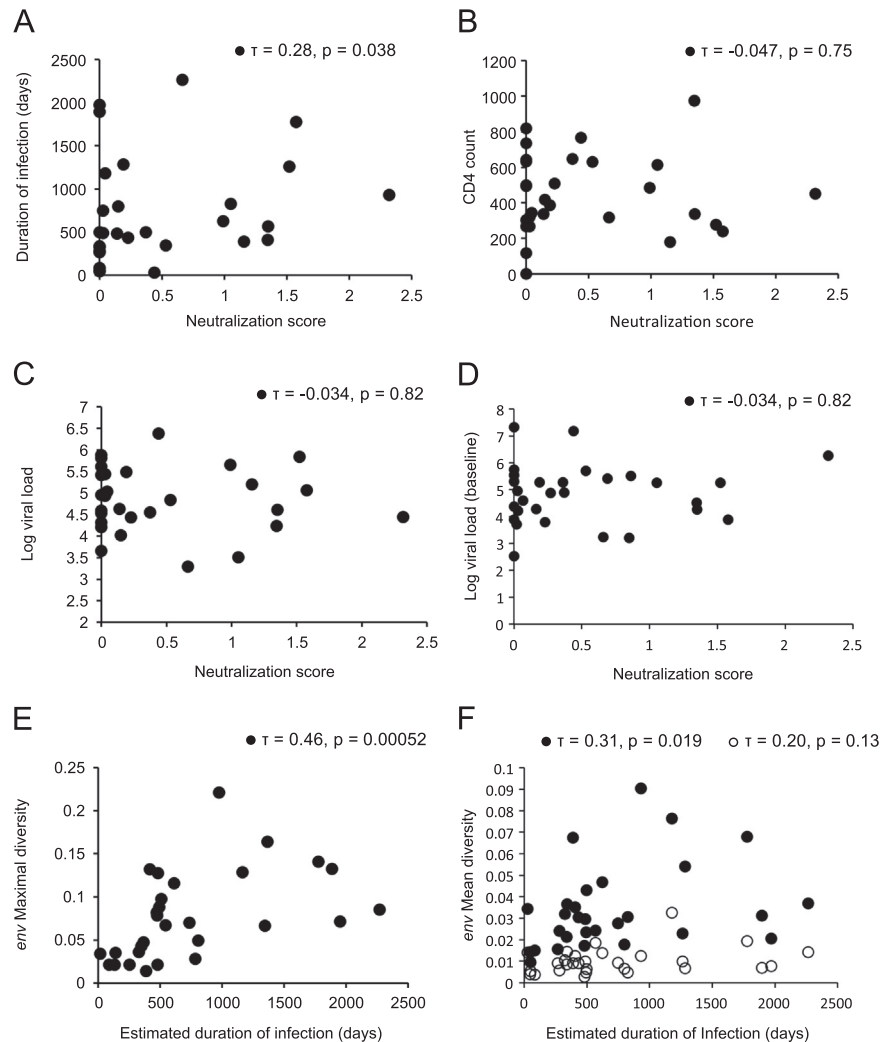 A
τ = 0.28, p = 0.038
Duration of infection (days)
2500
2000
1500
1000
500
0
0 0.5 1 1.5 2 2.5
Neutralization score
B
τ = -0.047, p = 0.75
CD4 count
1200
1000
800
600
400
200
0
0 0.5 1 1.5 2 2.5
Neutralization score
C
τ = -0.034, p = 0.82
Log viral load
7
6.5
6
5.5
5
4.5
4
3.5
3
2.5
2
0 0.5 1 1.5 2 2.5
Neutralization score
D
τ = -0.034, p = 0.82
Log viral load (baseline)
8
7
6
5
4
3
2
1
0
0 0.5 1 1.5 2 2.5
Neutralization score
E
τ = 0.46, p = 0.00052
env Maximal diversity
0.25
0.2
0.15
0.1
0.05
0
0 500 1000 1500 2000 2500
Estimated duration of infection (days)
F
τ = 0.31, p = 0.019 τ = 0.20, p = 0.13
env Mean diversity
0.1
0.09
0.08
0.07
0.06
0.05
0.04
0.03
0.02
0.01
0
0 500 1000 1500 2000 2500
Estimated duration of Infection (days)